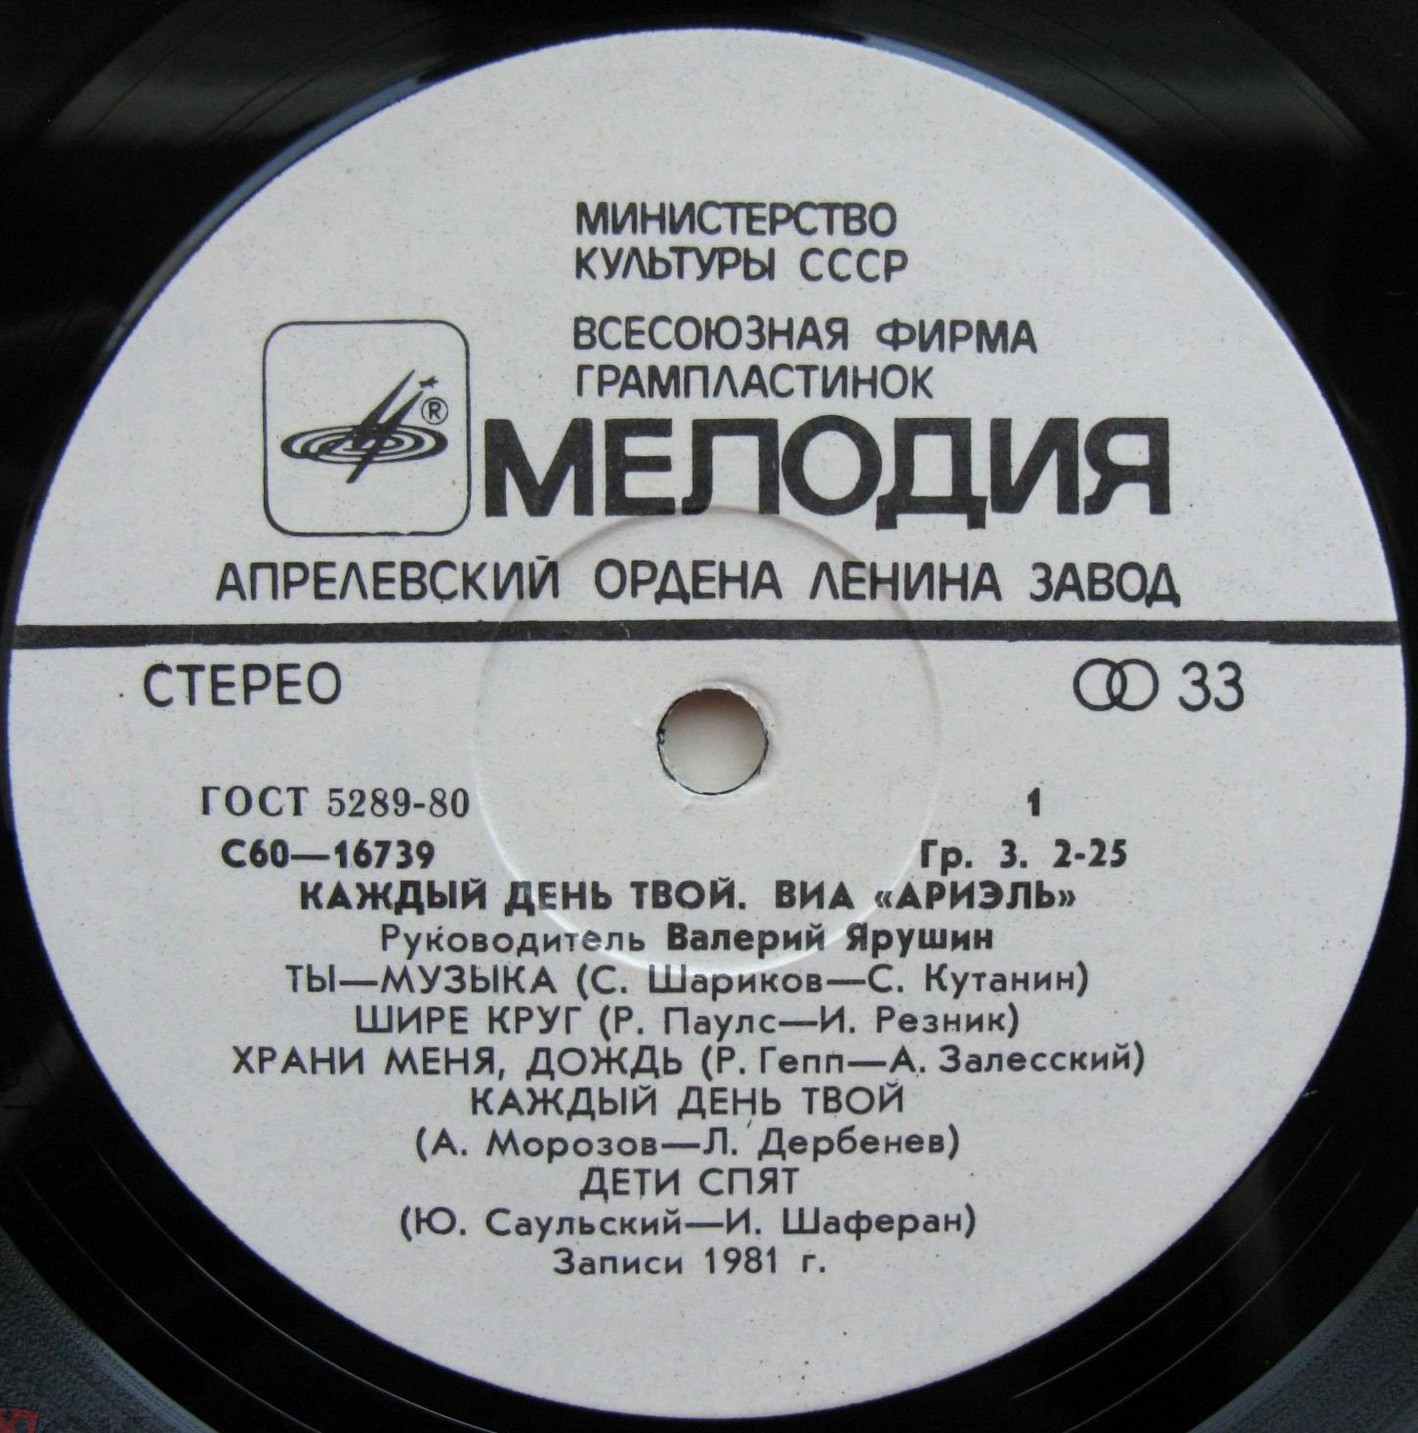 МИНИСТЕРСТВО
КУЛЬТУРЫ СССР
ВСЕСОЮЗНАЯ ФИРМА
ГРАМПЛАСТИНОК
®
МЕЛОДИЯ
АПРЕЛЕВСКИЙ ОРДЕНА ЛЕНИНА ЗАВОД
СТЕРЕО 33
ГОСТ 5289-80 1
С60—16739 Гр. 3. 2-25
КАЖДЫЙ ДЕНЬ ТВОЙ. ВИА «АРИЭЛЬ»
Руководитель Валерий Ярушин
ТЫ—МУЗЫКА (С. Шариков—С. Кутанин)
ШИРЕ КРУГ (Р. Паулс—И. Резник)
ХРАНИ МЕНЯ, ДОЖДЬ (Р. Гепп—А. Залесский)
КАЖДЫЙ ДЕНЬ ТВОЙ
(А. Морозов—Л. Дербенев)
ДЕТИ СПЯТ
(Ю. Саульский—И. Шаферан)
Записи 1981 г.